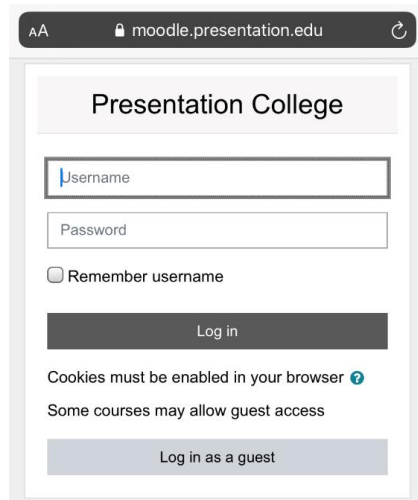 AA moodle.presentation.edu
Presentation College
Username
Password
Remember username
Log in
Cookies must be enabled in your browser ?
Some courses may allow guest access
Log in as a guest